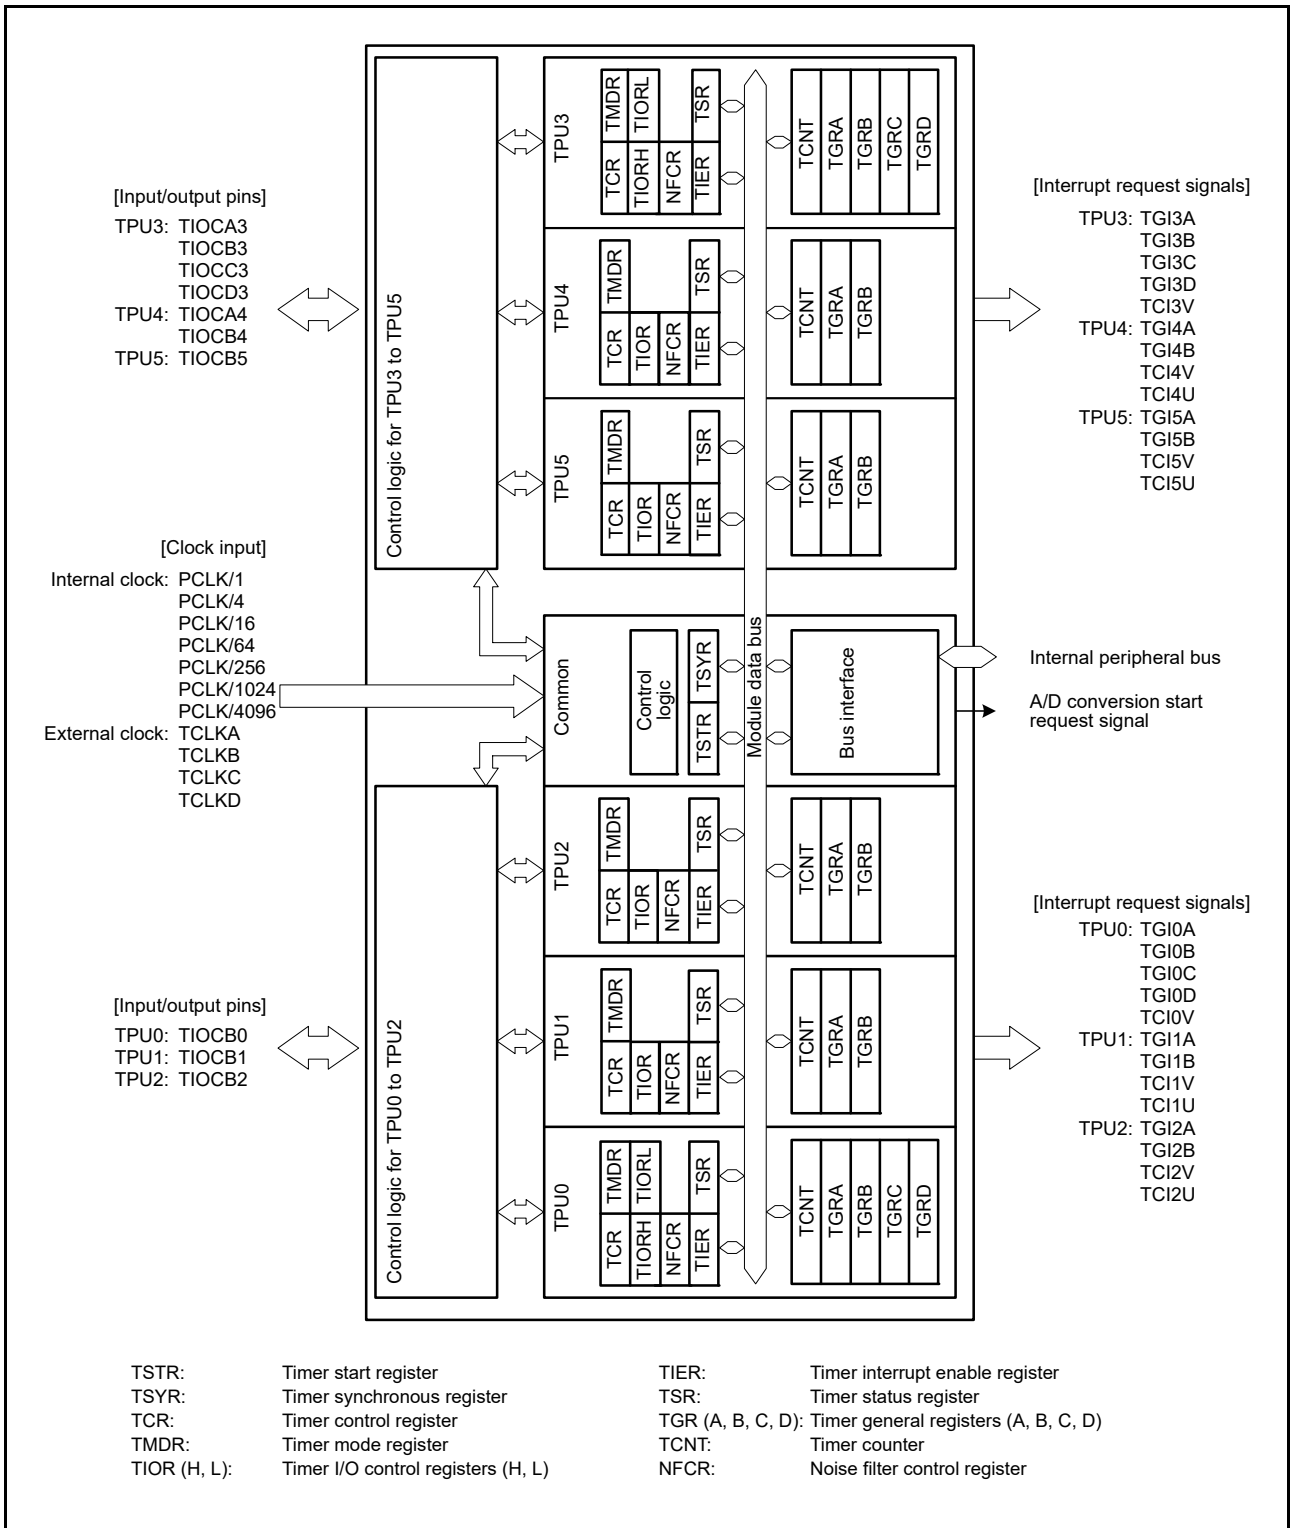 [Input/output pins]
TPU3: TIOCA3
TIOCB3
TIOCC3
TIOCD3
TPU4: TIOCA4
TIOCB4
TPU5: TIOCB5
[Clock input]
Internal clock: PCLK/1
PCLK/4
PCLK/16
PCLK/64
PCLK/256
PCLK/1024
PCLK/4096
External clock: TCLKA
TCLKB
TCLKC
TCLKD
[Input/output pins]
TPU0: TIOCB0
TPU1: TIOCB1
TPU2: TIOCB2
Control logic for TPU3 to TPU5
Control logic for TPU0 to TPU2
TPU3
TCR TMDR
TIORH TIORL
NFCR
TIER TSR
TCNT
TGRA
TGRB
TGRC
TGRD
TPU4
TCR TMDR
TIOR
NFCR
TIER TSR
TCNT
TGRA
TGRB
TPU5
TCR TMDR
TIOR
NFCR
TIER TSR
TCNT
TGRA
TGRB
Common
Control
logic
TSTR TSYR
Module data bus
Bus interface
TPU2
TCR TMDR
TIOR
NFCR
TIER TSR
TCNT
TGRA
TGRB
TPU1
TCR TMDR
TIOR
NFCR
TIER TSR
TCNT
TGRA
TGRB
TPU0
TCR TMDR
TIORH TIORL
NFCR
TIER TSR
TCNT
TGRA
TGRB
TGRC
TGRD
[Interrupt request signals]
TPU3: TGI3A
TGI3B
TGI3C
TGI3D
TCI3V
TPU4: TGI4A
TGI4B
TCI4V
TCI4U
TPU5: TGI5A
TGI5B
TCI5V
TCI5U
Internal peripheral bus
A/D conversion start
request signal
[Interrupt request signals]
TPU0: TGI0A
TGI0B
TGI0C
TGI0D
TCI0V
TPU1: TGI1A
TGI1B
TCI1V
TCI1U
TPU2: TGI2A
TGI2B
TCI2V
TCI2U
TSTR: Timer start register
TSYR: Timer synchronous register
TCR: Timer control register
TMDR: Timer mode register
TIOR (H, L): Timer I/O control registers (H, L)
TIER: Timer interrupt enable register
TSR: Timer status register
TGR (A, B, C, D): Timer general registers (A, B, C, D)
TCNT: Timer counter
NFCR: Noise filter control register